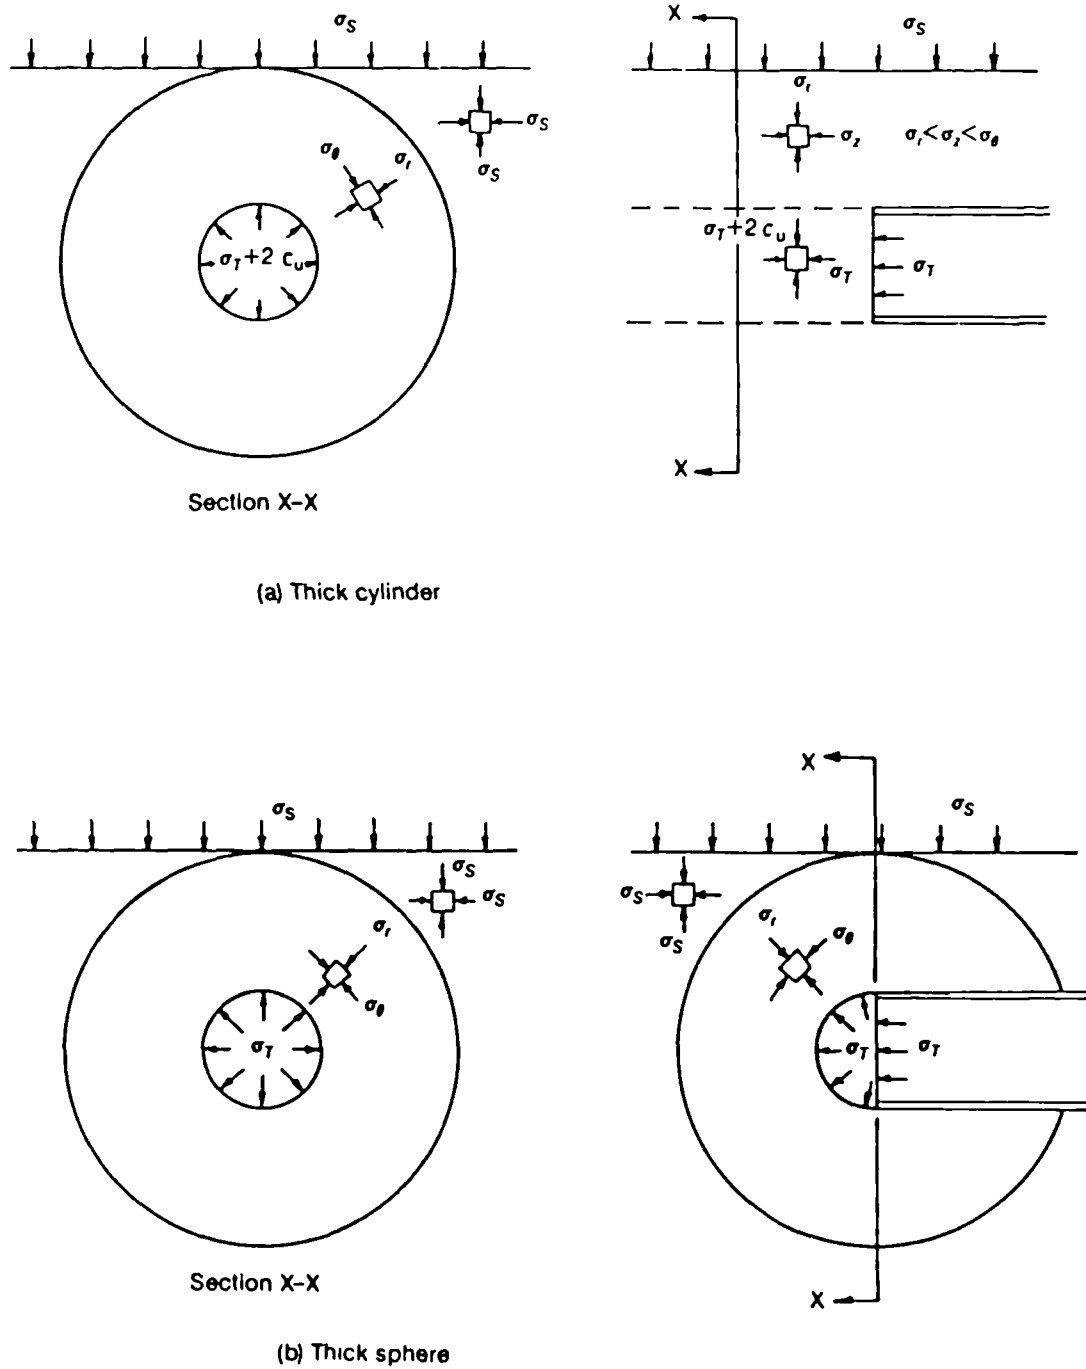 σS
σS
σS
σθ
σr
σT+2 cu
Section X-X
X
σS
σr
σz
σr<σz<σθ
σT+2 cu
σT
σT
X
(a) Thick cylinder
σS
σS
σS
σr
σθ
σT
Section X-X
X
σS
σS
σS
σr
σθ
σT
σT
X
(b) Thick sphere